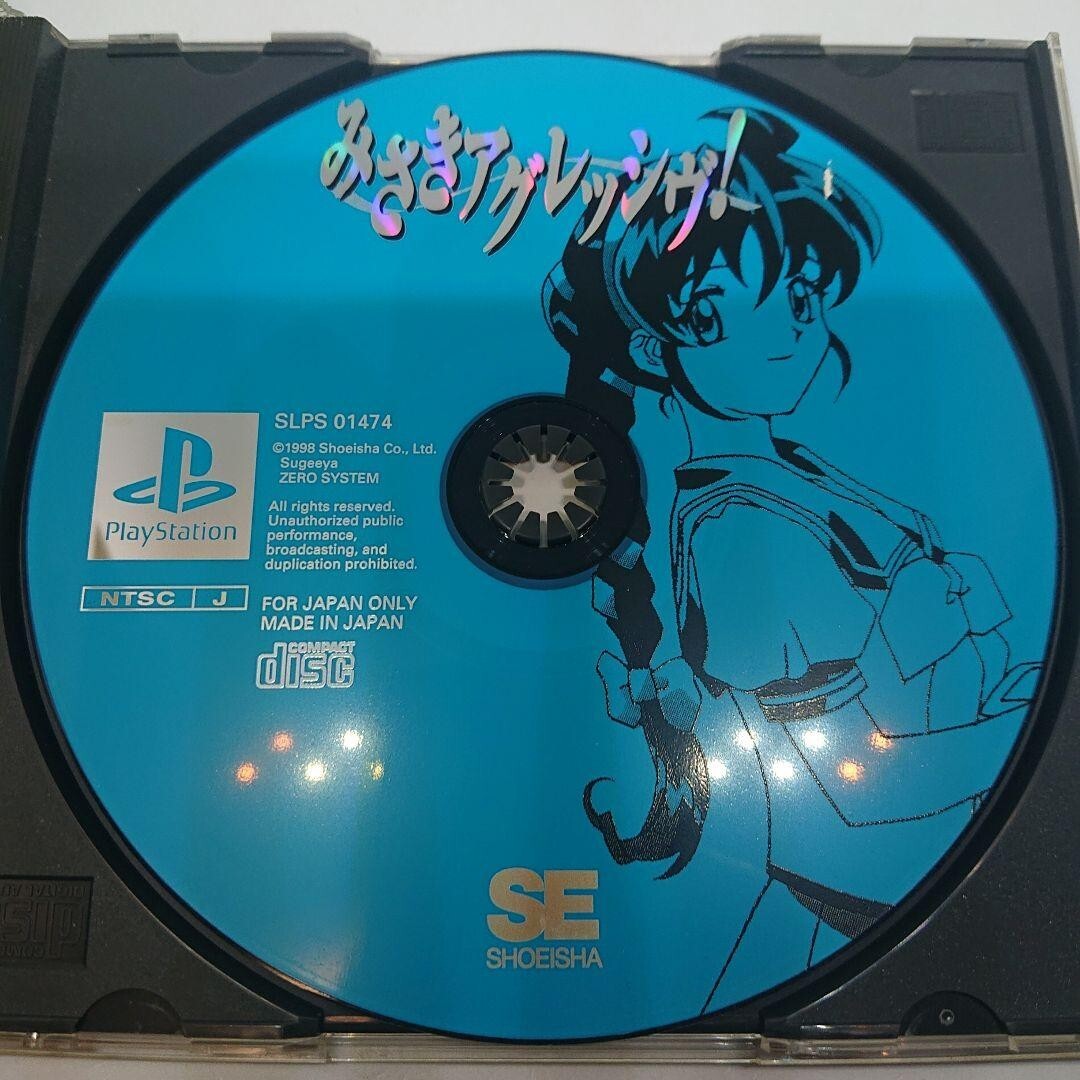 みさきアグレッシヴ!
PlayStation
SLPS 01474
©1998 Shoeisha Co., Ltd.
Sugeeya
ZERO SYSTEM
All rights reserved.
Unauthorized public
performance,
broadcasting, and
duplication prohibited.
NTSC J
FOR JAPAN ONLY
MADE IN JAPAN
COMPACT
disc
SE
SHOEISHA